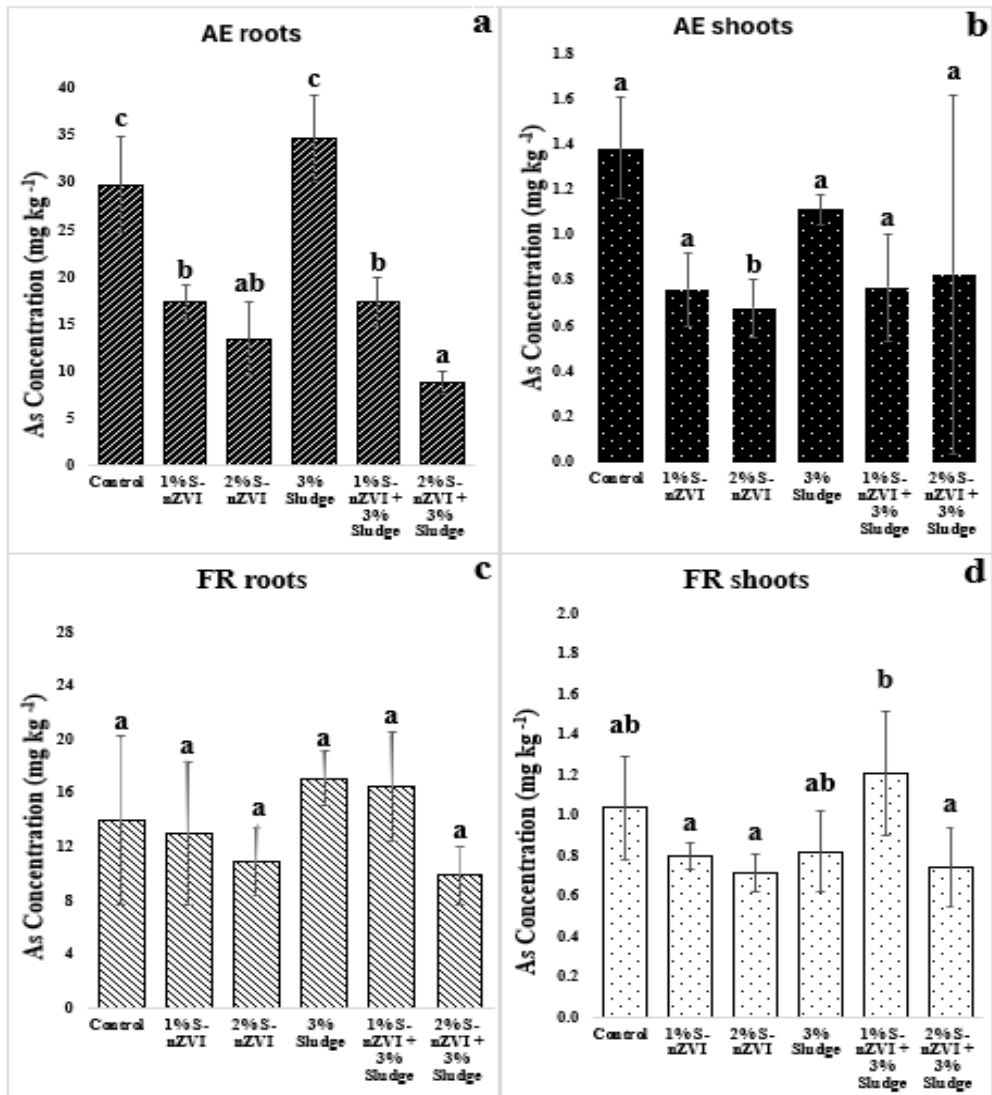 AE roots
a
As Concentration (mg kg -1)
40
35
30
25
20
15
10
5
0
c
b
ab
c
b
a
Control
1%S-
nZVI
2%S-
nZVI
3%
Sludge
1%S-
nZVI +
3%
Sludge
2%S-
nZVI +
3% Sludge
AE shoots
b
As Concentration (mg kg -1)
1.8
1.6
1.4
1.2
1.0
0.8
0.6
0.4
0.2
0.0
a
a
b
a
a
a
Control
1%S-
nZVI
2%S-
nZVI
3%
Sludge
1%S-
nZVI +
3%
Sludge
2%S-
nZVI +
3% Sludge
FR roots
c
As Concentration (mg kg -1)
28
24
20
16
12
8
4
0
a
a
a
a
a
a
Control
1%S-
nZVI
2%S-
nZVI
3%
Sludge
1%S-
nZVI +
3%
Sludge
2%S-
nZVI +
3% Sludge
FR shoots
d
As Concentration (mg kg -1)
2.0
1.8
1.6
1.4
1.2
1.0
0.8
0.6
0.4
0.2
0.0
ab
a
a
ab
b
a
Control
1%S-
nZVI
2%S-
nZVI
3%
Sludge
1%S-
nZVI +
3%
Sludge
2%S-
nZVI +
3% Sludge